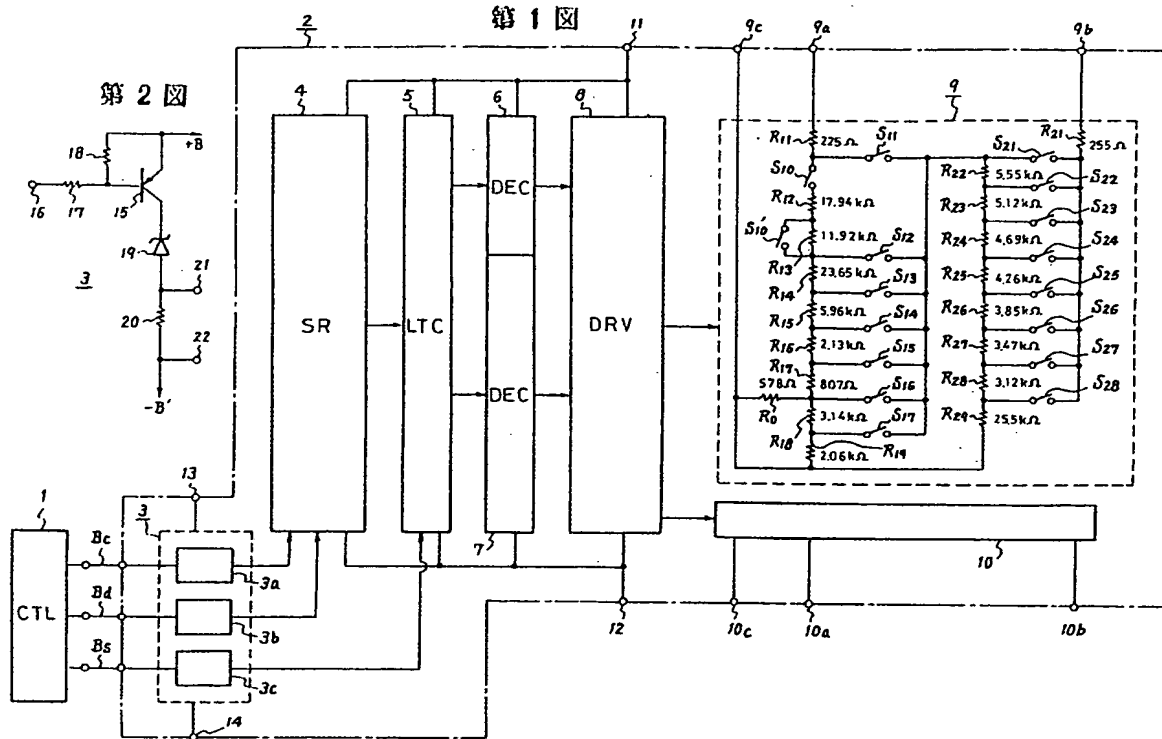 第1図
第2図
2
11
9c
9a
9b
4
5
6
8
9
+B
18
16
17
15
19
3
21
20
22
-B'
SR
LTC
DEC
DEC
DRV
7
R11
225Ω
S11
S10
R12
17.94kΩ
S10'
11.92kΩ
S12
R13
R14
23.65kΩ
S13
R15
5.96kΩ
S14
R16
2.13kΩ
S15
R17
578Ω
807Ω
S16
R0
R18
3.14kΩ
S17
R19
2.06kΩ
R21
255Ω
S21
R22
5.55kΩ
S22
R23
5.12kΩ
S23
R24
4.69kΩ
S24
R25
4.26kΩ
S25
R26
3.85kΩ
S26
R27
3.47kΩ
S27
R28
3.12kΩ
S28
R29
25.5kΩ
1
CTL
Bc
Bd
Bs
13
3
3a
3b
3c
14
12
10
10c
10a
10b